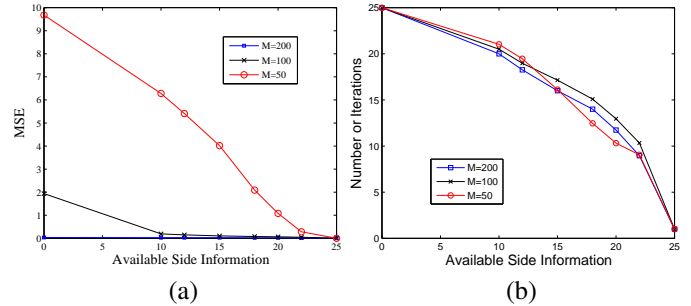 10
9
8
7
6
5
4
3
2
1
0
MSE
M=200
M=100
M=50
0 5 10 15 20 25
Available Side Information
(a)
25
20
15
10
5
0
Number or Iterations
M=200
M=100
M=50
0 5 10 15 20 25
Available Side Information
(b)